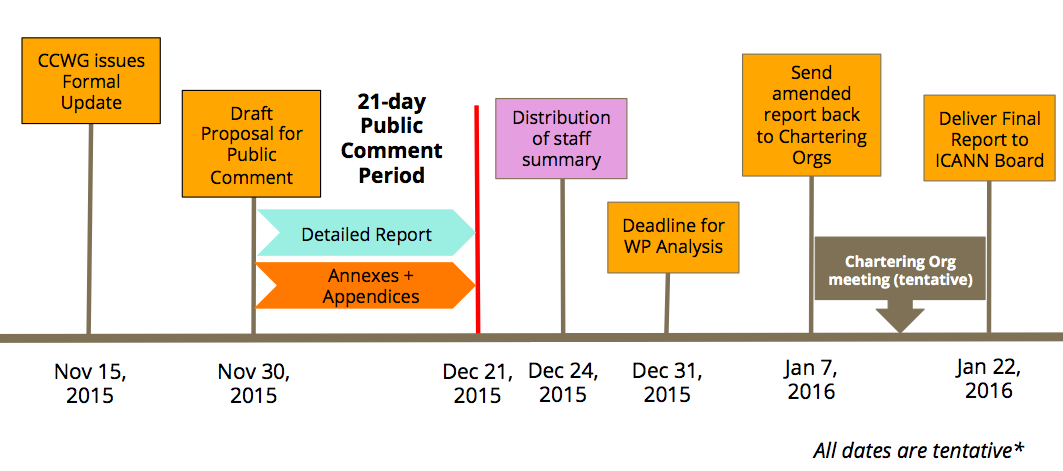 CCWG issues
Formal
Update
Draft
Proposal for
Public
Comment
21-day
Public
Comment
Period
Detailed Report
Annexes +
Appendices
Distribution
of staff
summary
Deadline for
WP Analysis
Send
amended
report back
to Chartering
Orgs
Chartering Org
meeting (tentative)
Deliver Final
Report to
ICANN Board
Nov 15,
2015
Nov 30,
2015
Dec 21,
2015
Dec 24,
2015
Dec 31,
2015
Jan 7,
2016
Jan 22,
2016
All dates are tentative*